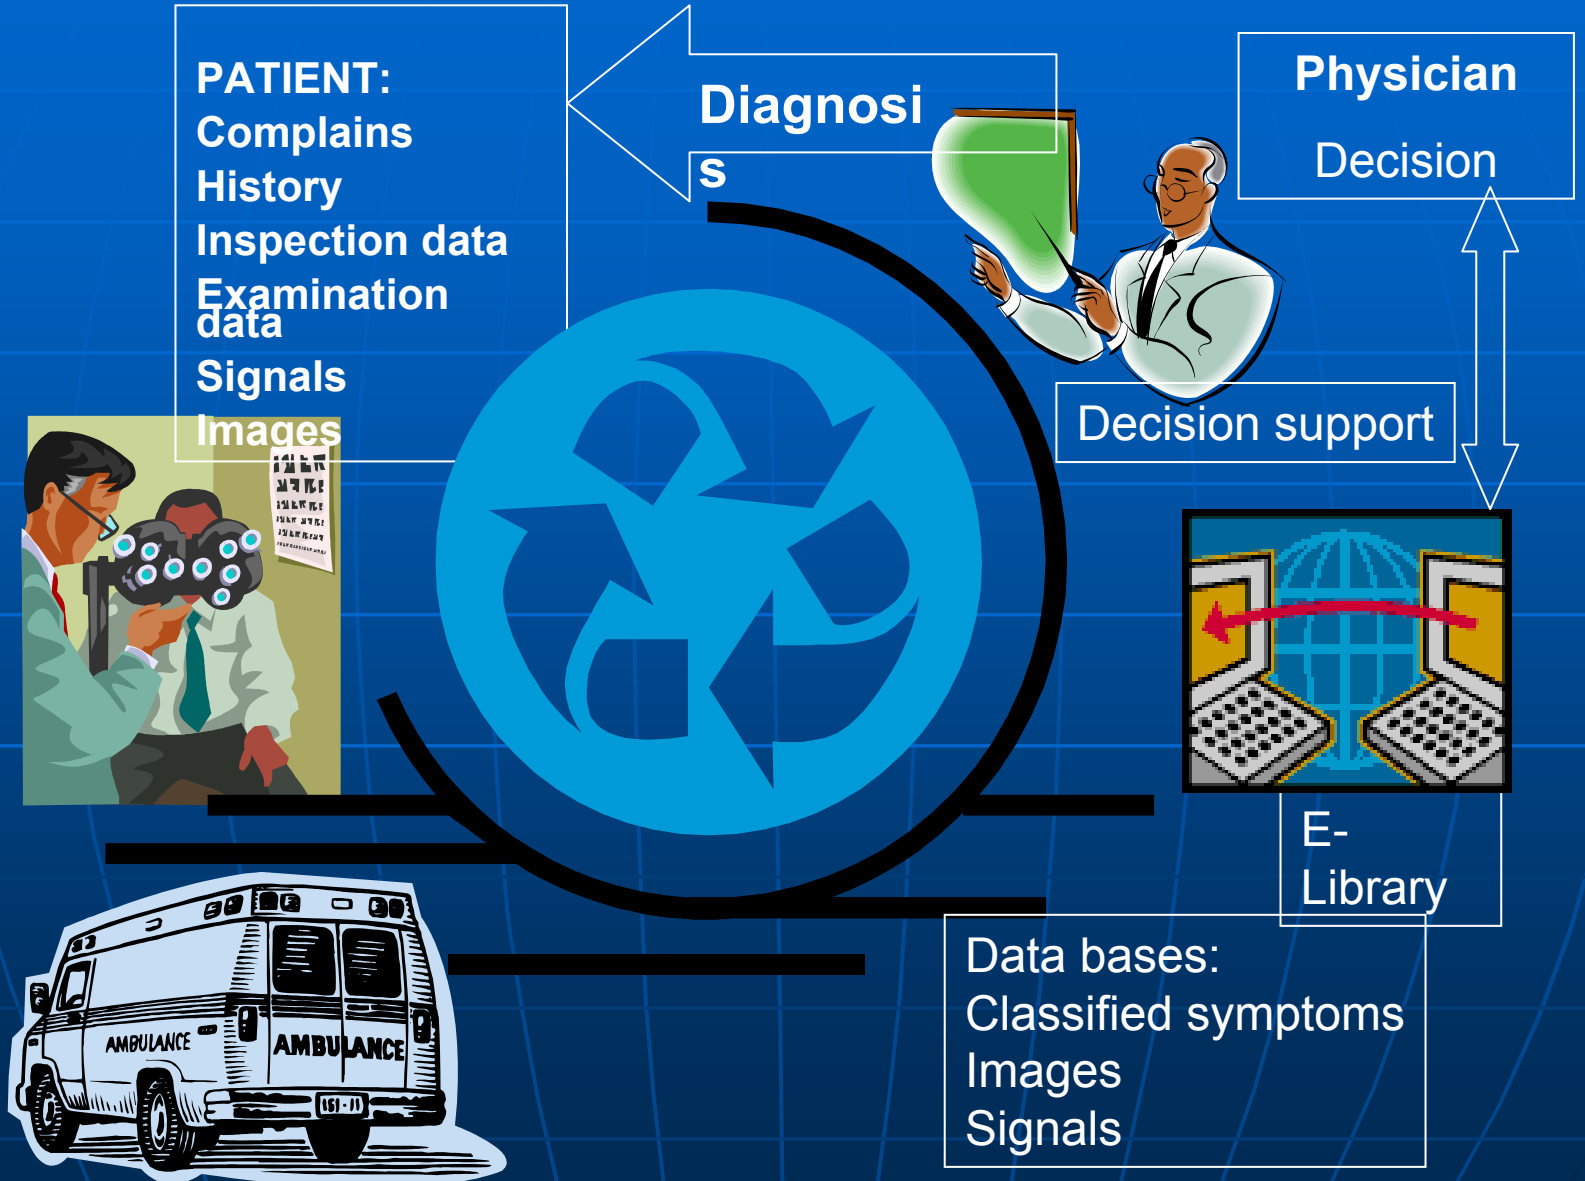 PATIENT:
Complains
History
Inspection data
Examination
data
Signals
Images
Diagnosi
s
Physician
Decision
Decision support
E-
Library
Data bases:
Classified symptoms
Images
Signals
AMBULANCE
AMBULANCE